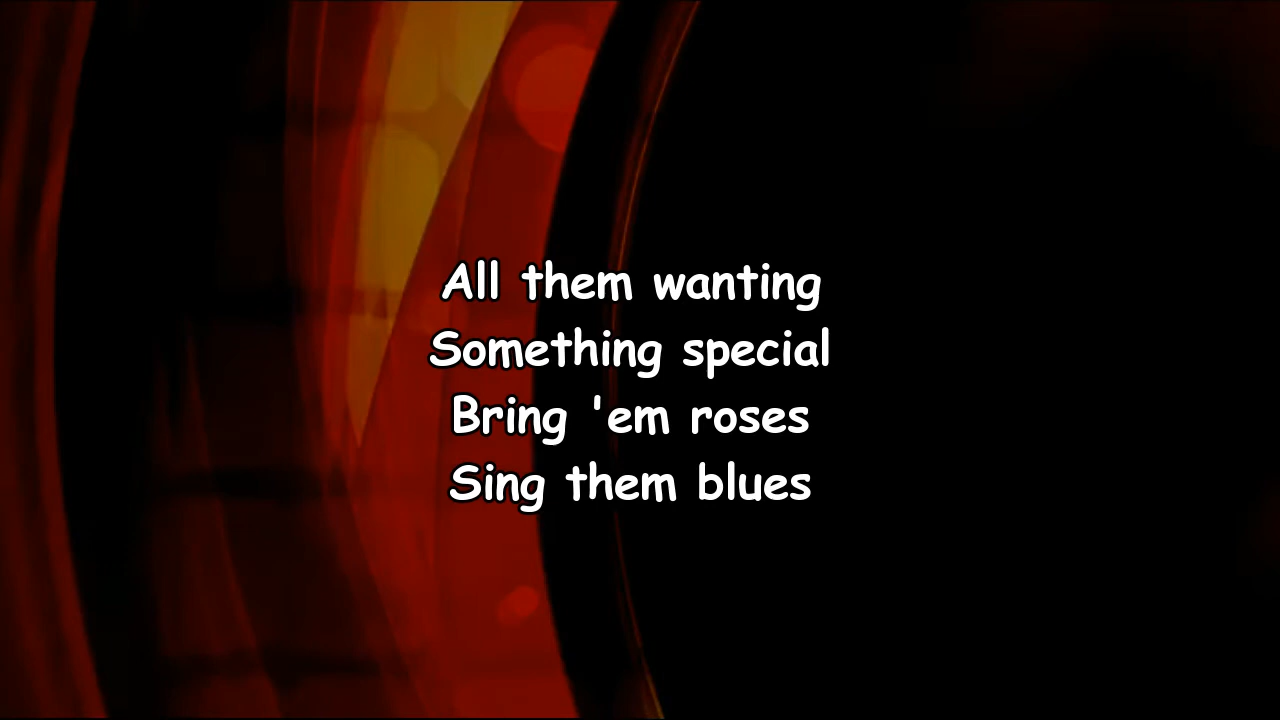 All them wanting
Something special
Bring 'em roses
Sing them blues